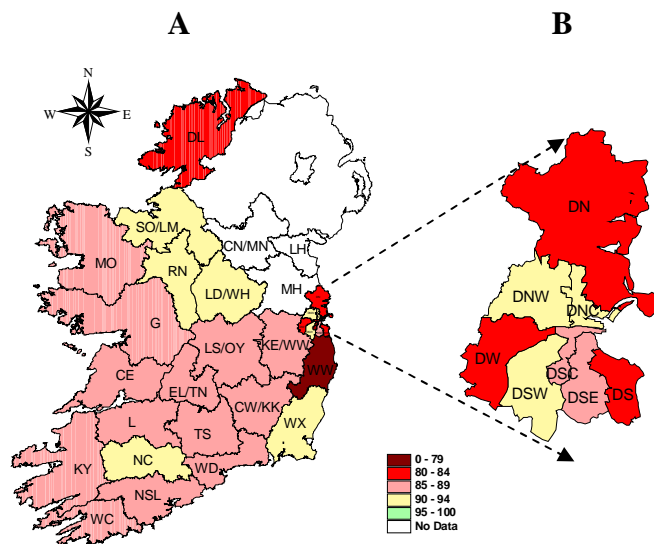 A
B
N
W E
S
DL
SO/LM
CN/MN
LH
MO
RN
LD/WH
MH
G
LS/OY
KE/WW
WW
CE
EL/TN
CW/KK
L
TS
WX
KY
NC
WD
NSL
WC
DN
DNW
DNC
DW
DSC
DS
DSW
DSE
0 - 79
80 - 84
85 - 89
90 - 94
95 - 100
No Data